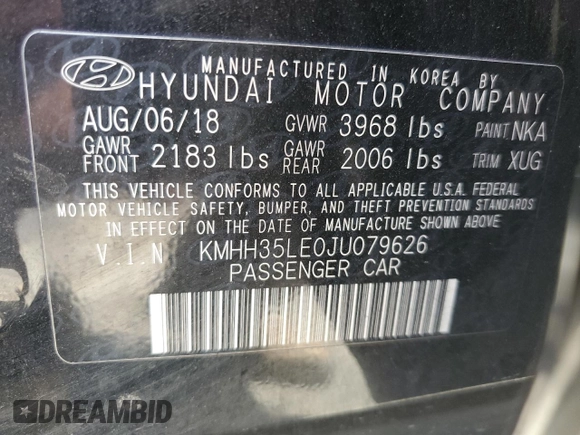 MANUFACTURED IN KOREA BY
HYUNDAI MOTOR COMPANY
AUG/06/18 GVWR 3968 lbs PAINT NKA
GAWR FRONT 2183 lbs GAWR REAR 2006 lbs TRIM XUG
THIS VEHICLE CONFORMS TO ALL APPLICABLE U.S.A. FEDERAL
MOTOR VEHICLE SAFETY, BUMPER, AND THEFT PREVENTION STANDARDS
IN EFFECT ON THE DATE OF MANUFACTURE SHOWN ABOVE
V.I.N KMHH35LE0JU079626
PASSENGER CAR
DREAMBID